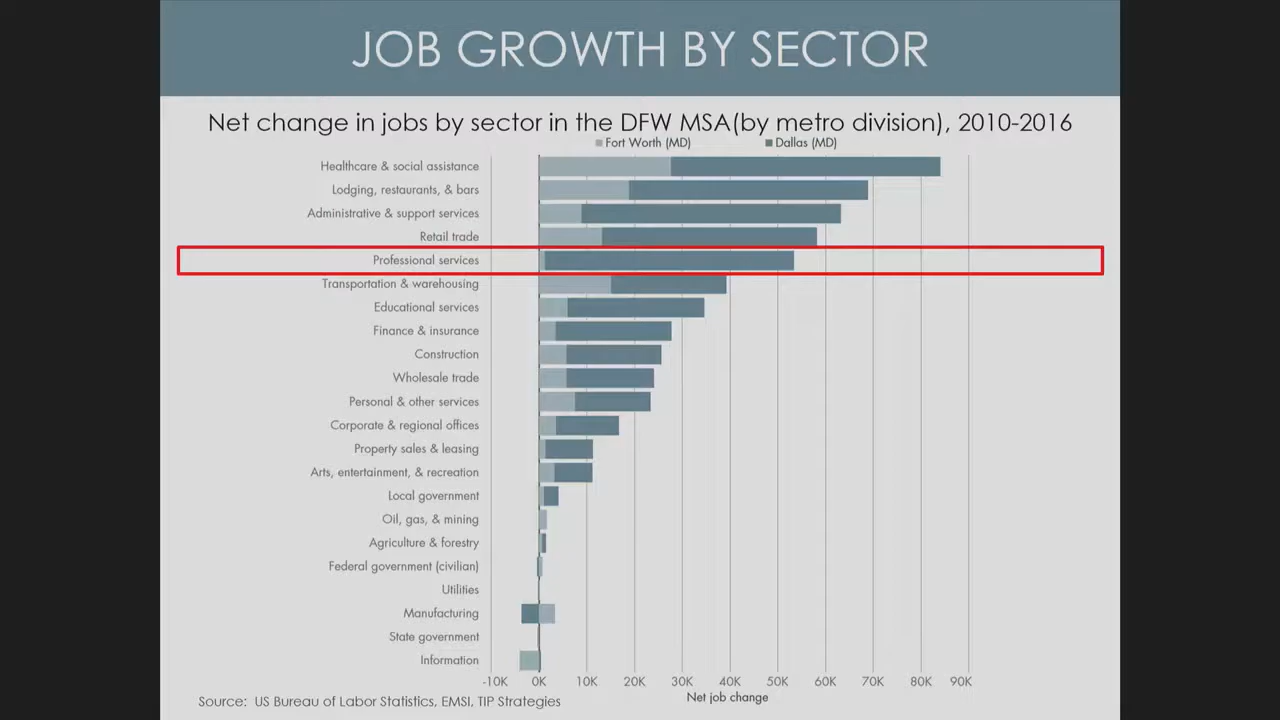 JOB GROWTH BY SECTOR
Net change in jobs by sector in the DFW MSA(by metro division), 2010-2016
Fort Worth (MD) Dallas (MD)
Healthcare & social assistance
Lodging, restaurants, & bars
Administrative & support services
Retail trade
Professional services
Transportation & warehousing
Educational services
Finance & insurance
Construction
Wholesale trade
Personal & other services
Corporate & regional offices
Property sales & leasing
Arts, entertainment, & recreation
Local government
Oil, gas, & mining
Agriculture & forestry
Federal government (civilian)
Utilities
Manufacturing
State government
Information
-10K 0K 10K 20K 30K 40K 50K 60K 70K 80K 90K
Net job change
Source: US Bureau of Labor Statistics, EMSI, TIP Strategies